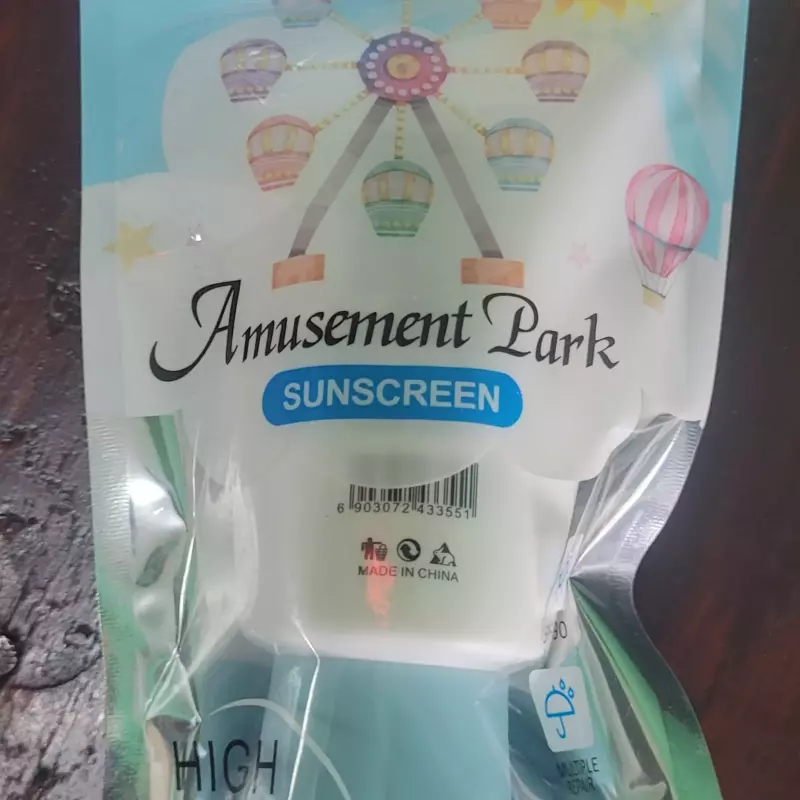 Amusement Park
SUNSCREEN
6 903072 433551
MADE IN CHINA
HIGH
MULTIPLE
REPAIR